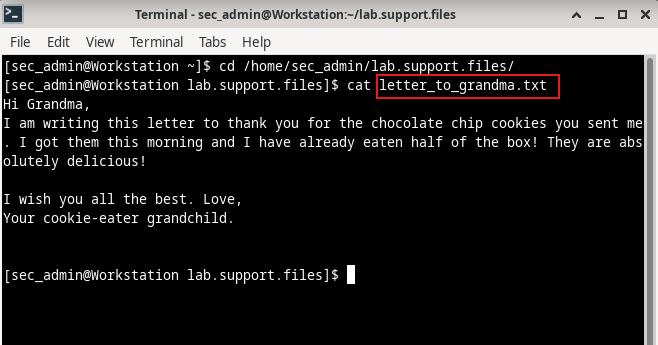 Terminal - sec_admin@Workstation:~/lab.support.files
File Edit View Terminal Tabs Help
[sec_admin@Workstation ~]$ cd /home/sec_admin/lab.support.files/
[sec_admin@Workstation lab.support.files]$ cat letter_to_grandma.txt
Hi Grandma,
I am writing this letter to thank you for the chocolate chip cookies you sent me
. I got them this morning and I have already eaten half of the box! They are abs
olutely delicious!
I wish you all the best. Love,
Your cookie-eater grandchild.
[sec_admin@Workstation lab.support.files]$